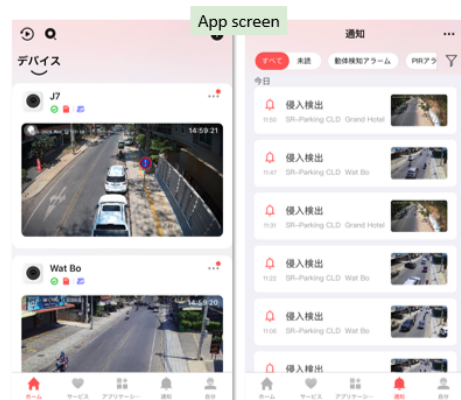 App screen
デバイス
J7
14:59:21
Wat Bo
14:59:20
ホーム
サービス
アプリケーシ…
通知
自分
通知
すべて
未読
動体検知アラーム
PIRアラ
今日
侵入検出
11:50 SR-Parking CLD Grand Hotel
侵入検出
11:47 SR-Parking CLD Wat Bo
侵入検出
11:31 SR-Parking CLD Grand Hotel
侵入検出
11:22 SR-Parking CLD Wat Bo
侵入検出
11:06 SR-Parking CLD Wat Bo
侵入検出
ホーム
サービス
アプリケーシ…
通知
自分